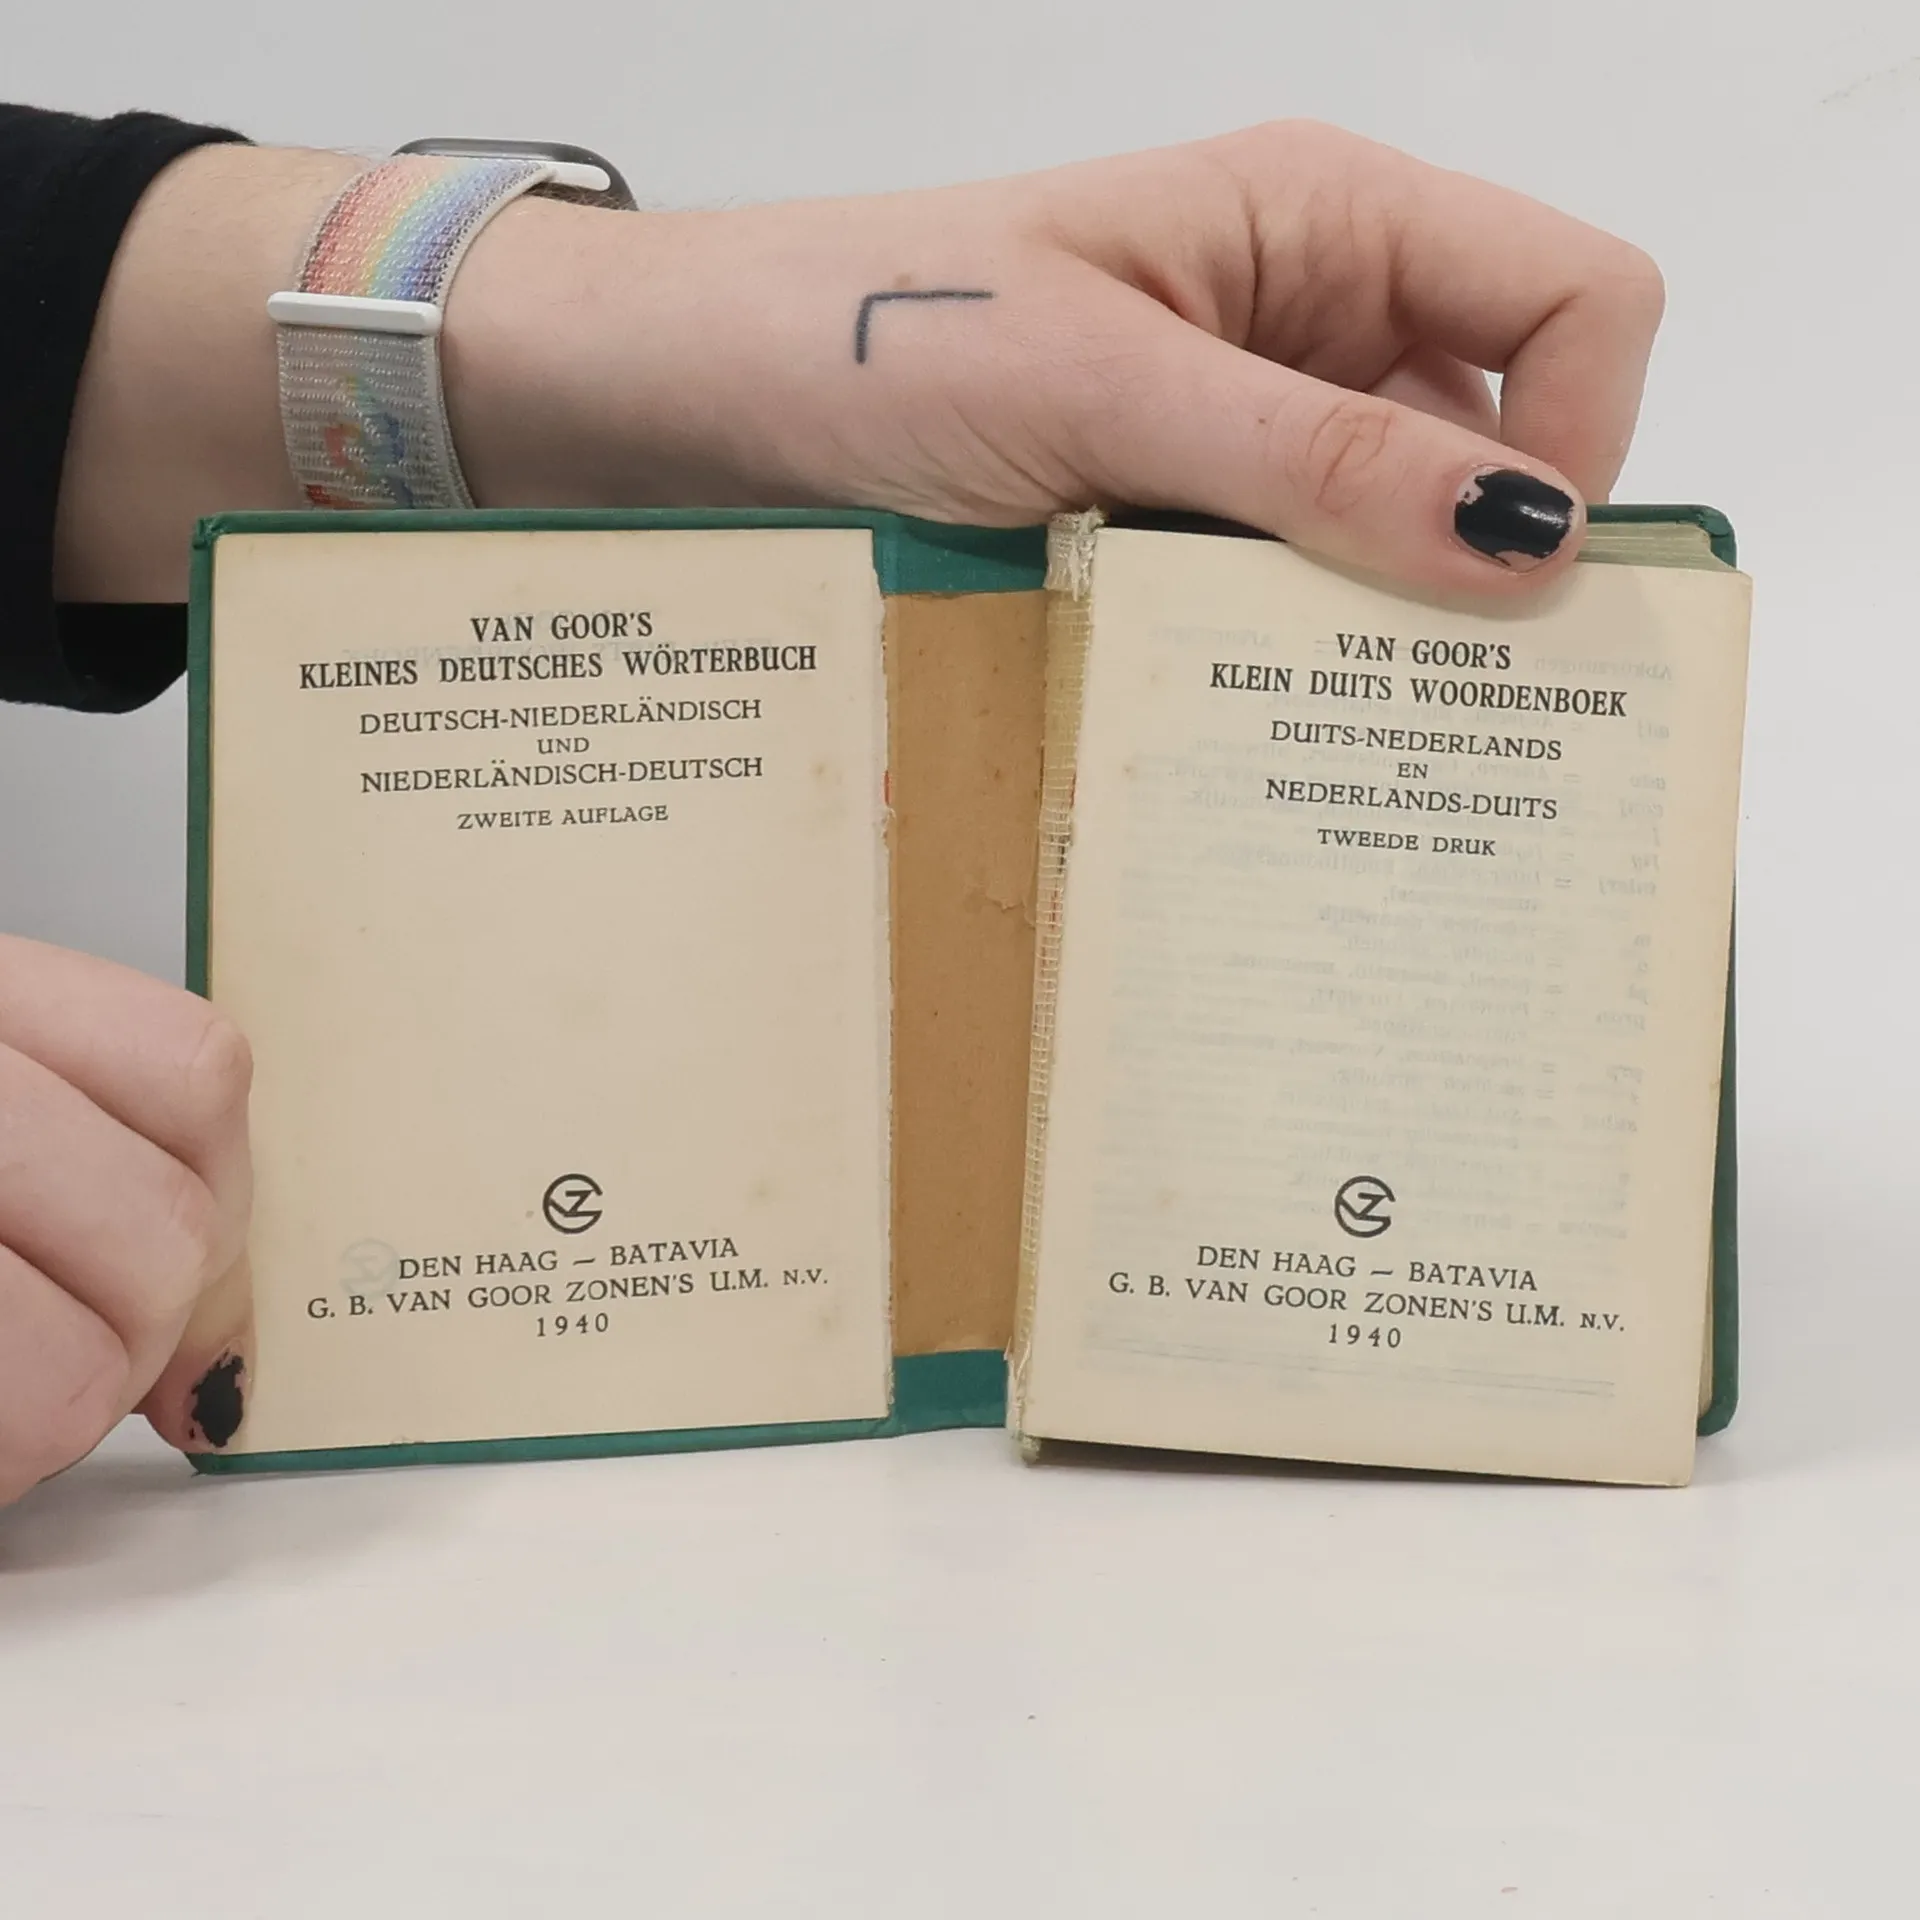 VAN GOOR'S
KLEINES DEUTSCHES WÖRTERBUCH
DEUTSCH-NIEDERLÄNDISCH
UND
NIEDERLÄNDISCH-DEUTSCH
ZWEITE AUFLAGE
DEN HAAG — BATAVIA
G. B. VAN GOOR ZONEN'S U.M. N.V.
1940
VAN GOOR'S
KLEIN DUITS WOORDENBOEK
DUITS-NEDERLANDS
EN
NEDERLANDS-DUITS
TWEEDE DRUK
DEN HAAG — BATAVIA
G. B. VAN GOOR ZONEN'S U.M. N.V.
1940